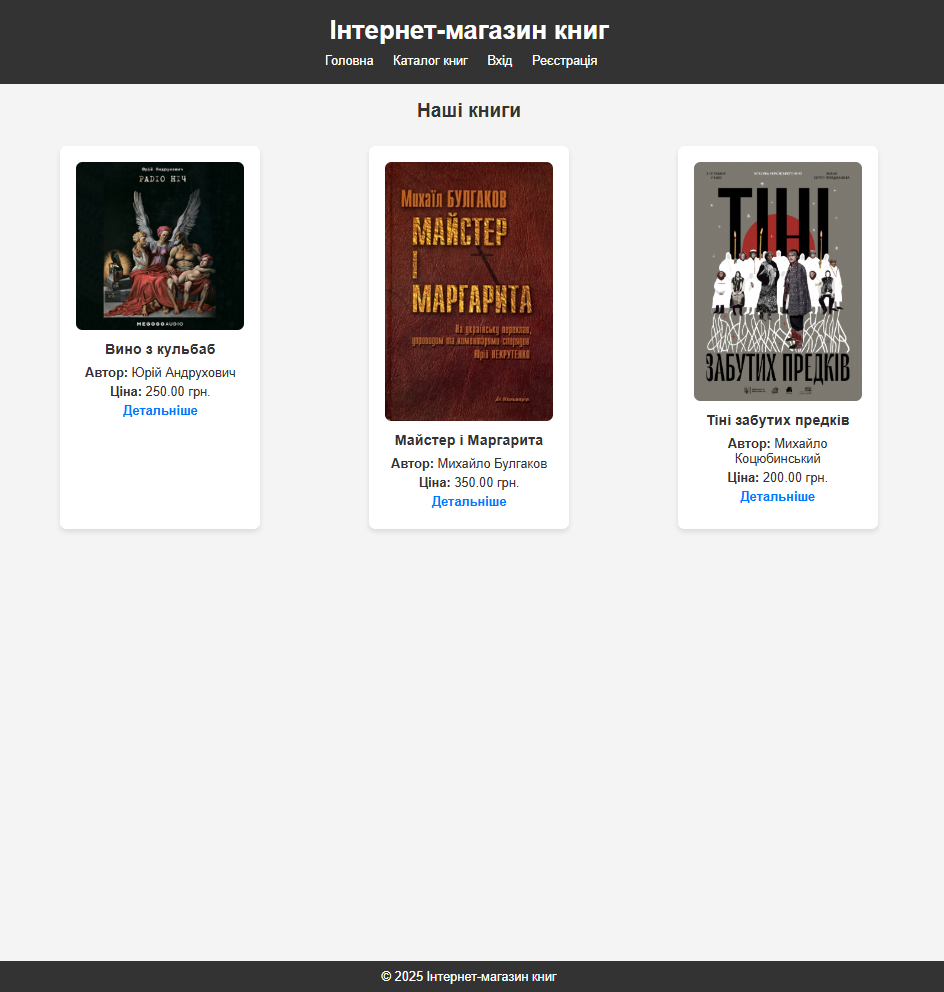 Інтернет-магазин книг
Головна Каталог книг Вхід Реєстрація
Наші книги
Юрій Андрухович
РАДІО НІЧ
MEGOGO AUDIO
Вино з кульбаб
Автор: Юрій Андрухович
Ціна: 250.00 грн.
Детальніше
Михаїл БУЛГАКОВ
МАЙСТЕР
І
МАРГАРИТА
На українську переклав,
упроводом та коментарями спорядив
Юрій НЕКРУТЕНКО
Майстер і Маргарита
Автор: Михайло Булгаков
Ціна: 350.00 грн.
Детальніше
ТІНІ
ЗАБУТИХ ПРЕДКІВ
Тіні забутих предків
Автор: Михайло
Коцюбинський
Ціна: 200.00 грн.
Детальніше
© 2025 Інтернет-магазин книг